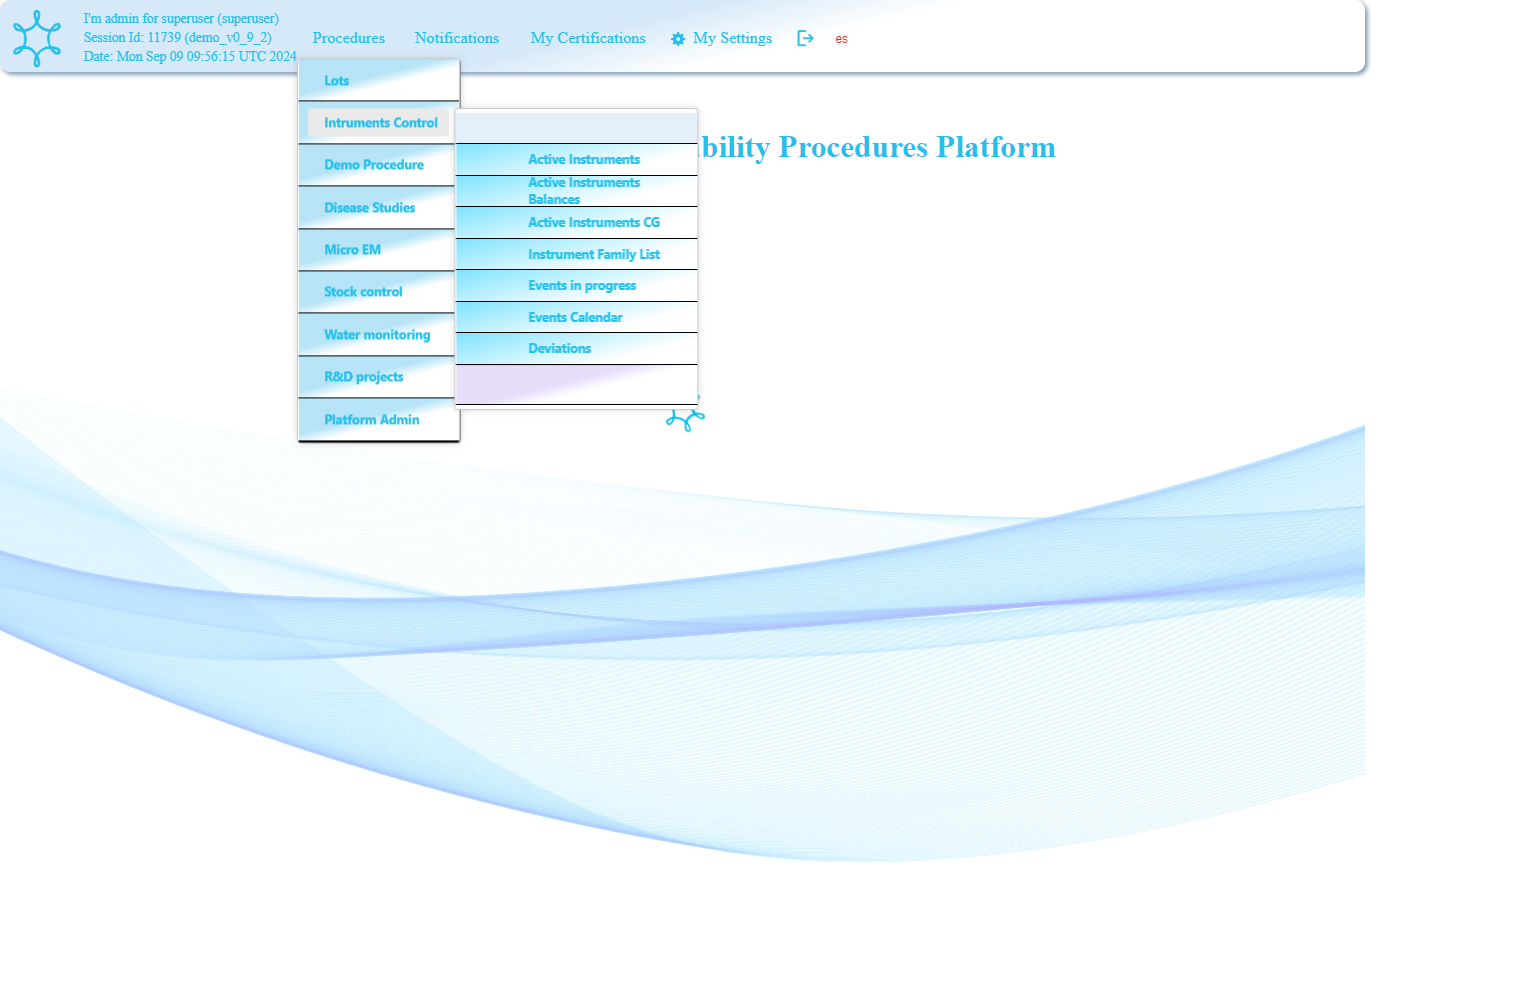 I'm admin for superuser (superuser)
Session Id: 11739 (demo_v0_9_2)
Date: Mon Sep 09 09:56:15 UTC 2024
Procedures
Notifications
My Certifications
My Settings
es
Lots
Intruments Control
Demo Procedure
Disease Studies
Micro EM
Stock control
Water monitoring
R&D projects
Platform Admin
Active Instruments
Active Instruments
Balances
Active Instruments CG
Instrument Family List
Events in progress
Events Calendar
Deviations
Procedures Platform